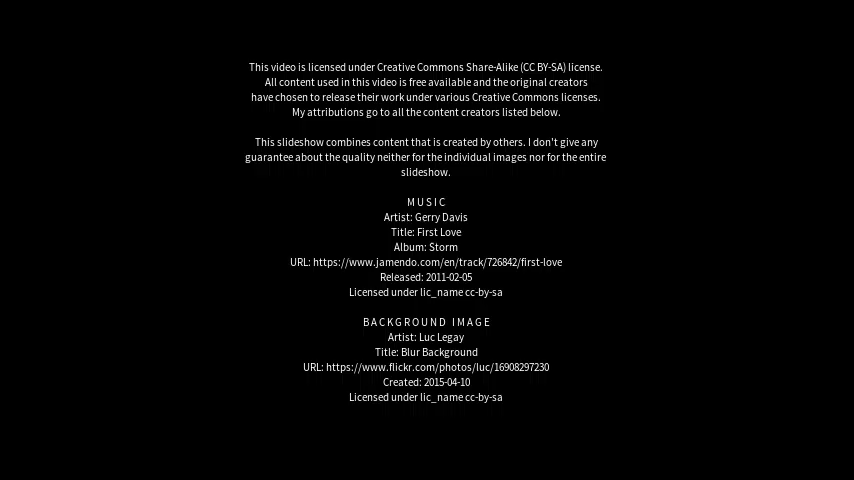 This video is licensed under Creative Commons Share-Alike (CC BY-SA) license.
All content used in this video is free available and the original creators
have chosen to release their work under various Creative Commons licenses.
My attributions go to all the content creators listed below.
This slideshow combines content that is created by others. I don't give any
guarantee about the quality neither for the individual images nor for the entire
slideshow.
MUSIC
Artist: Gerry Davis
Title: First Love
Album: Storm
URL: https://www.jamendo.com/en/track/726842/first-love
Released: 2011-02-05
Licensed under lic_name cc-by-sa
BACKGROUND IMAGE
Artist: Luc Legay
Title: Blur Background
URL: https://www.flickr.com/photos/luc/16908297230
Created: 2015-04-10
Licensed under lic_name cc-by-sa